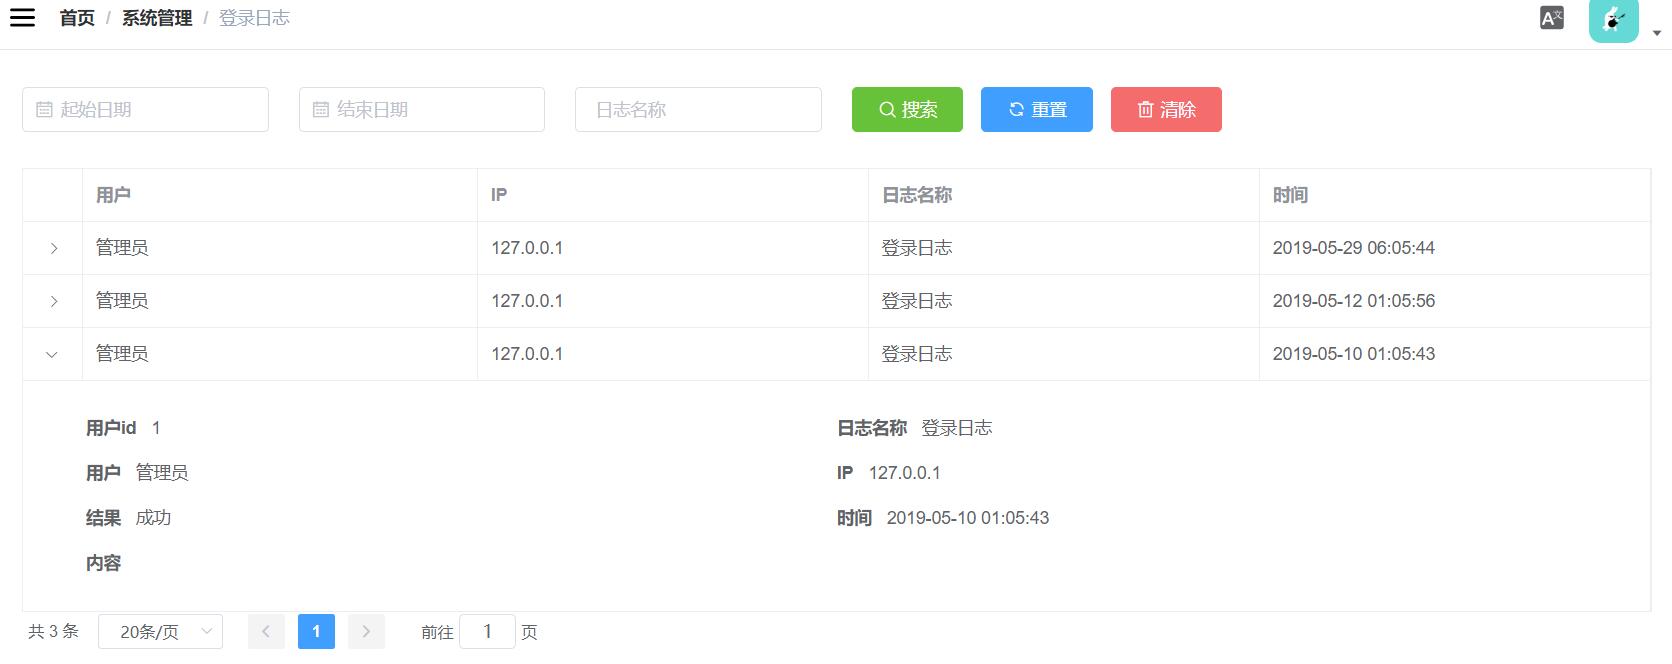 首页 / 系统管理 / 登录日志
起始日期 结束日期 日志名称 搜索 重置 清除
用户 IP 日志名称 时间
管理员 127.0.0.1 登录日志 2019-05-29 06:05:44
管理员 127.0.0.1 登录日志 2019-05-12 01:05:56
管理员 127.0.0.1 登录日志 2019-05-10 01:05:43
用户id 1 日志名称 登录日志
用户 管理员 IP 127.0.0.1
结果 成功 时间 2019-05-10 01:05:43
内容
共 3 条 20条/页 1 前往 1 页